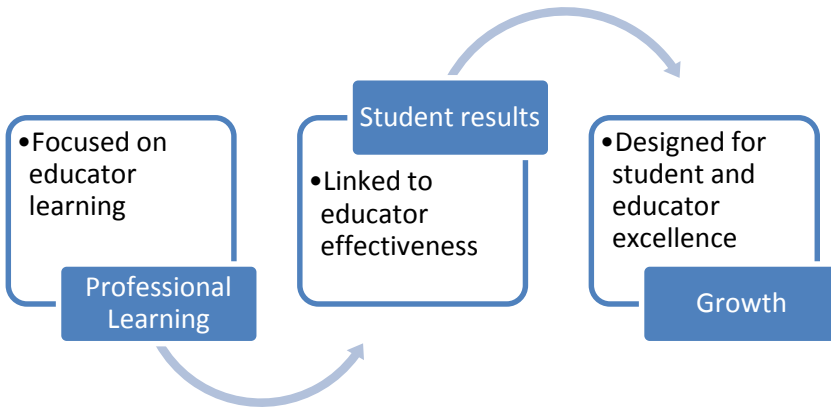 •Focused on
educator
learning
Professional
Learning
Student results
•Linked to
educator
effectiveness
•Designed for
student and
educator
excellence
Growth